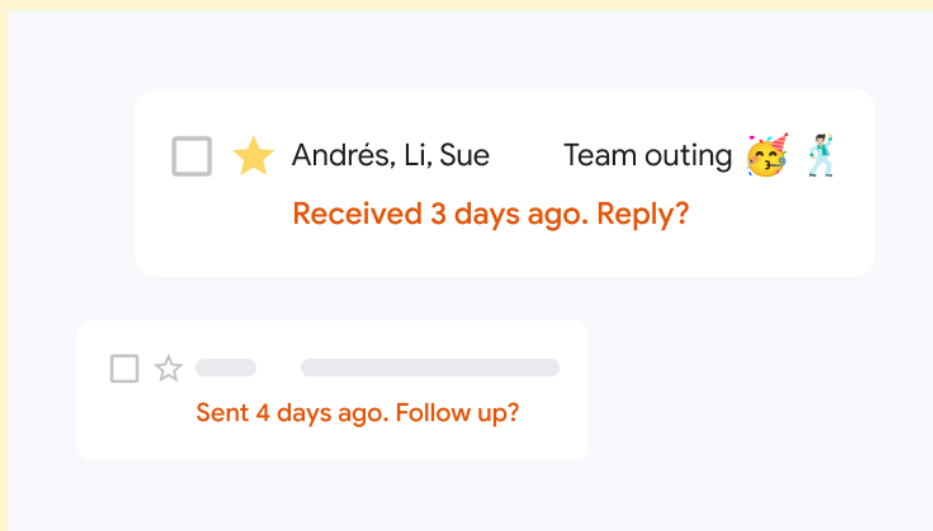 Andrés, Li, Sue Team outing 🥳 🕺
Received 3 days ago. Reply?
Sent 4 days ago. Follow up?